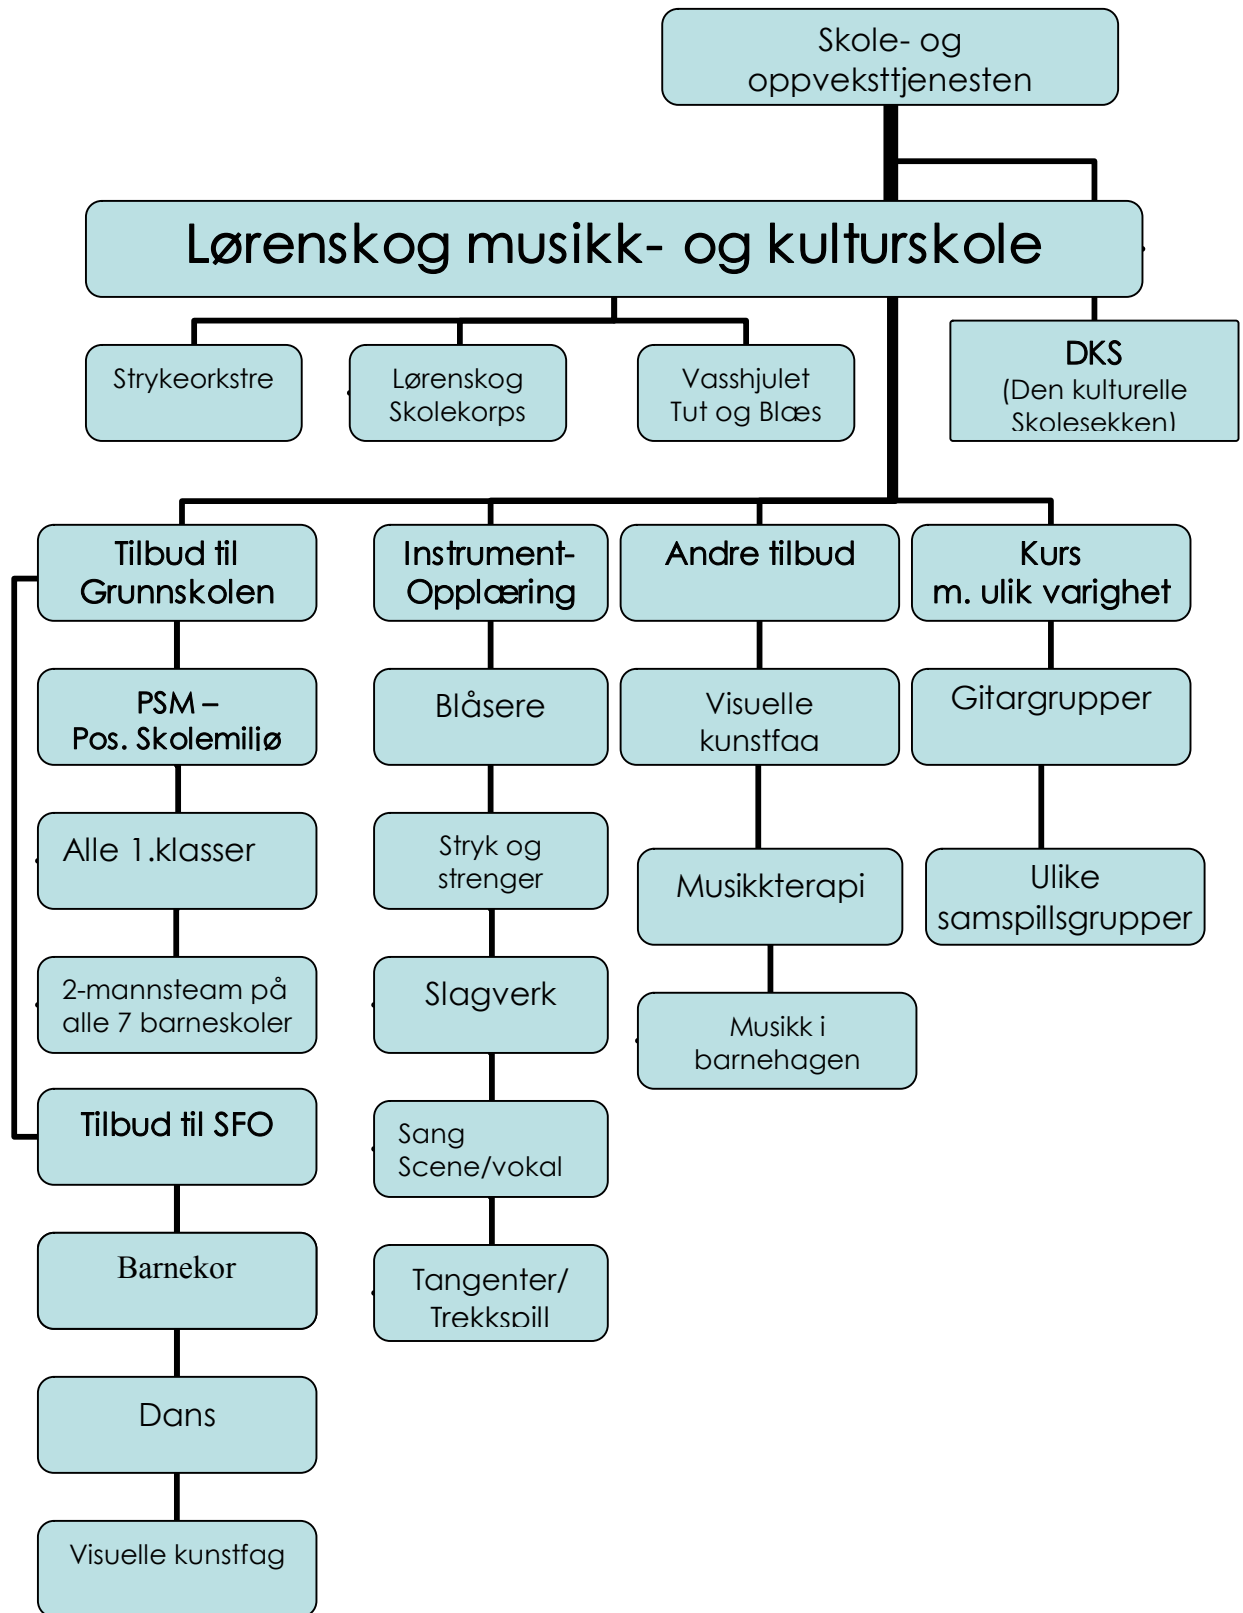 Skole- og
oppveksttjenesten
Lørenskog musikk- og kulturskole
Strykeorkstre
Lørenskog
Skolekorps
Vasshjulet
Tut og Blæs
DKS
(Den kulturelle
Skolesekken)
Tilbud til
Grunnskolen
PSM –
Pos. Skolemiljø
Alle 1.klasser
2-mannsteam på
alle 7 barneskoler
Tilbud til SFO
Barnekor
Dans
Visuelle kunstfag
Instrument-
Opplæring
Blåsere
Stryk og
strenger
Slagverk
Sang
Scene/vokal
Tangenter/
Trekkspill
Andre tilbud
Visuelle
kunstfag
Musikkterapi
Musikk i
barnehagen
Kurs
m. ulik varighet
Gitargrupper
Ulike
samspillsgrupper